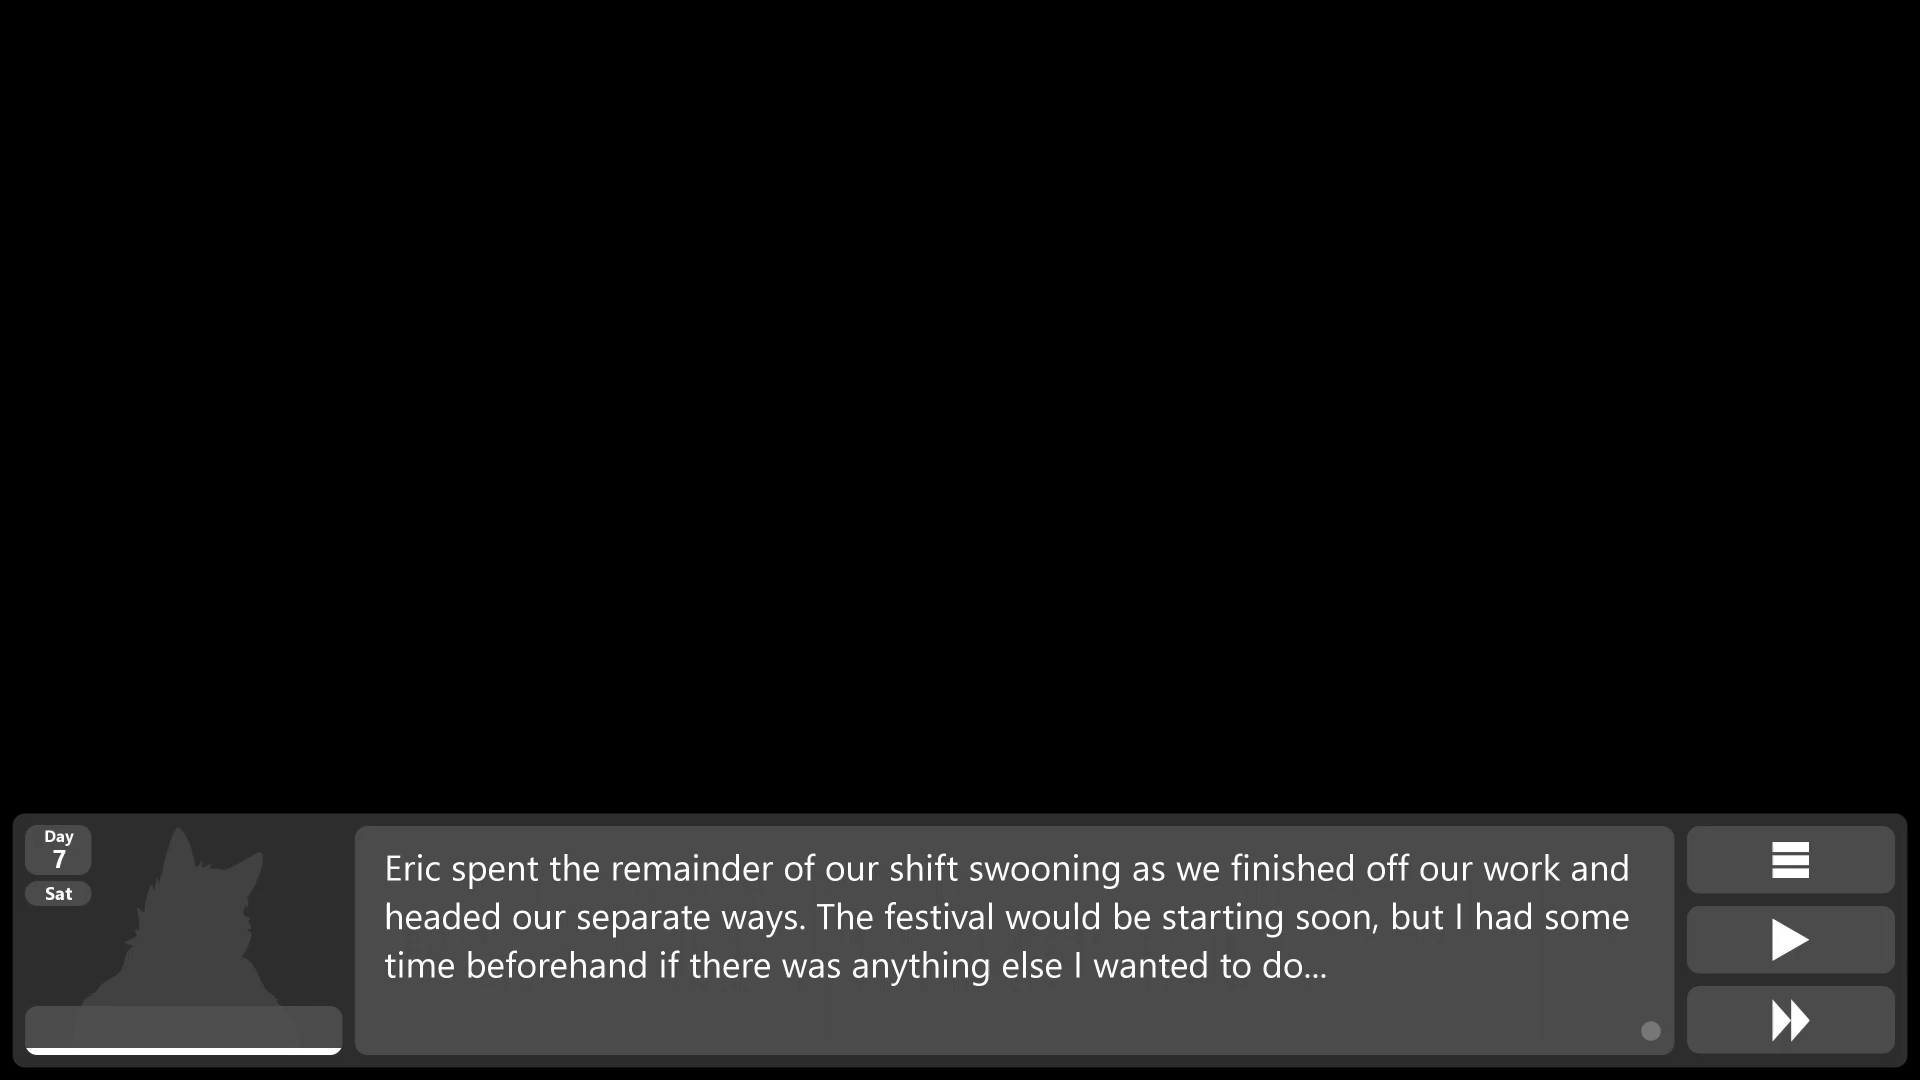 Day
7
Sat
Eric spent the remainder of our shift swooning as we finished off our work and
headed our separate ways. The festival would be starting soon, but I had some
time beforehand if there was anything else I wanted to do...